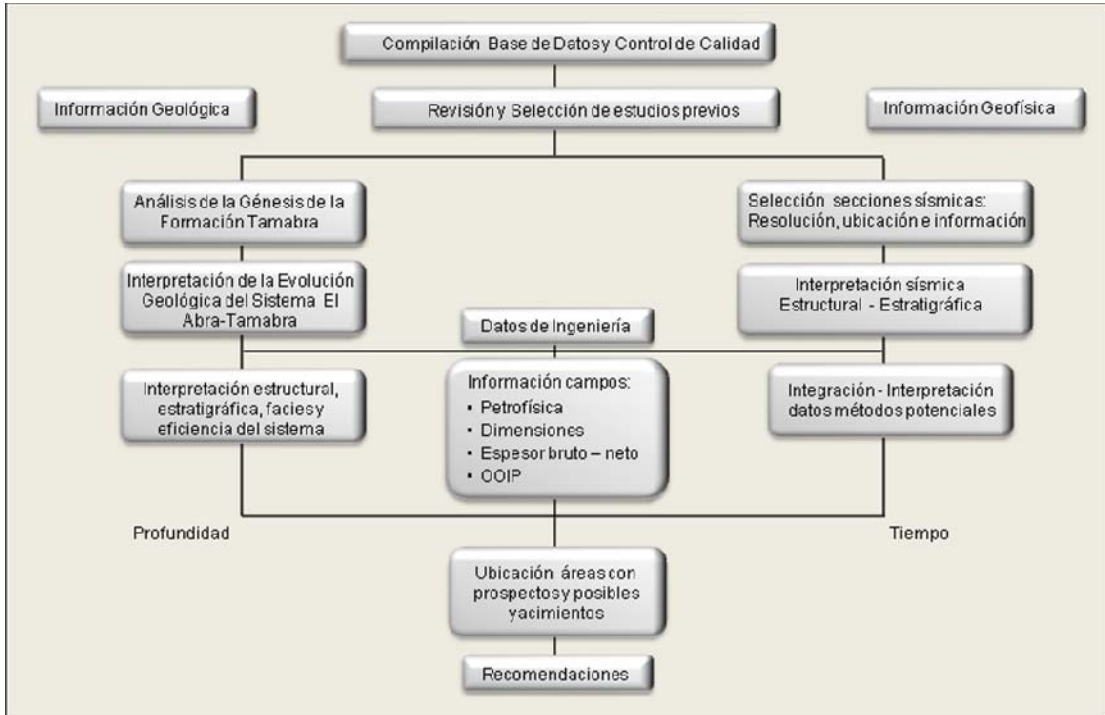 Compilación Base de Datos y Control de Calidad
Información Geológica
Revisión y Selección de estudios previos
Información Geofísica
Análisis de la Génesis de la
Formación Tamabra
Selección secciones sísmicas:
Resolución, ubicación e información
Interpretación de la Evolución
Geológica del Sistema El
Abra-Tamabra
Interpretación sísmica
Estructural - Estratigráfica
Datos de Ingeniería
Interpretación estructural,
estratigráfica, facies y
eficiencia del sistema
Información campos:
• Petrofísica
• Dimensiones
• Espesor bruto – neto
• OOIP
Integración - Interpretación
datos métodos potenciales
Profundidad
Tiempo
Ubicación áreas con
prospectos y posibles
yacimientos
Recomendaciones